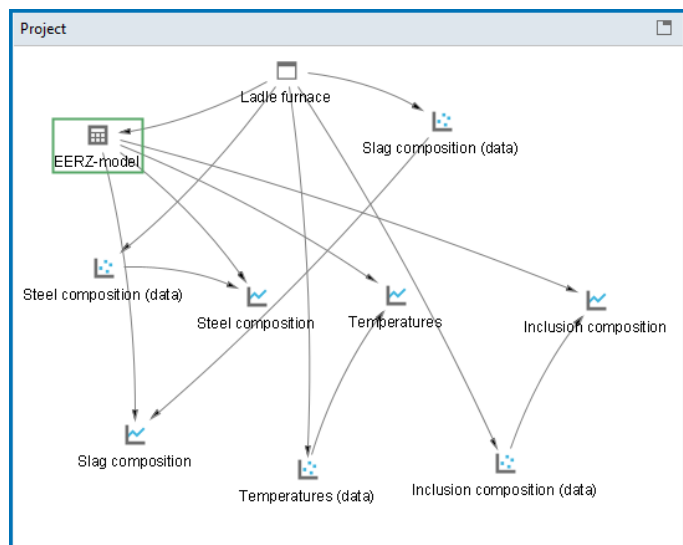 Project
Ladle furnace
Slag composition (data)
EERZ-model
Steel composition (data)
Steel composition
Temperatures
Inclusion composition
Slag composition
Temperatures (data)
Inclusion composition (data)